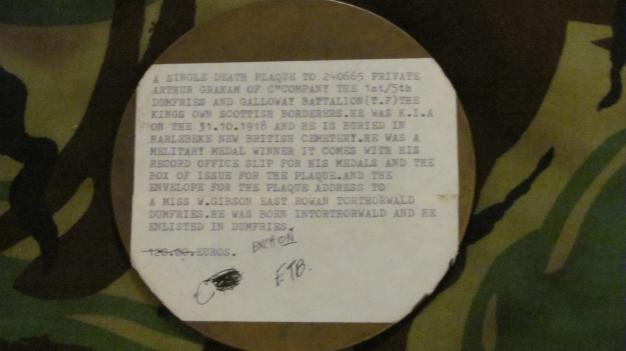 A SINGLE DEATH PLAQUE TO 240665 PRIVATE
ARTHUR GRAHAM OF C"COMPANY THE 1st/5th
DUMFRIES AND GALLOWAY BATTALION(T.F)THE
KINGS OWN SCOTTISH BORDERERS.HE WAS K.I.A
ON THE 31.10.1918 AND HE IS BURIED IN
HARLEBEKE NEW BRITISH CEMETERY.HE WAS A
MELITARY MEDAL WINNER IT COMES WITH HIS
RECORD OFFICE SLIP FOR HIS MEDALS AND THE
BOX OF ISSUE FOR THE PLAQUE.AND THE
ENVELOPE FOR THE PLAQUE ADDRESS TO
A MISS W.GIBSON EAST ROWAN TORTHORWALD
DUMFRIES.HE WAS BORN INTORTHORWALD AND HE
ENLISTED IN DUMFRIES.
120.00.EUROS.
ETB.